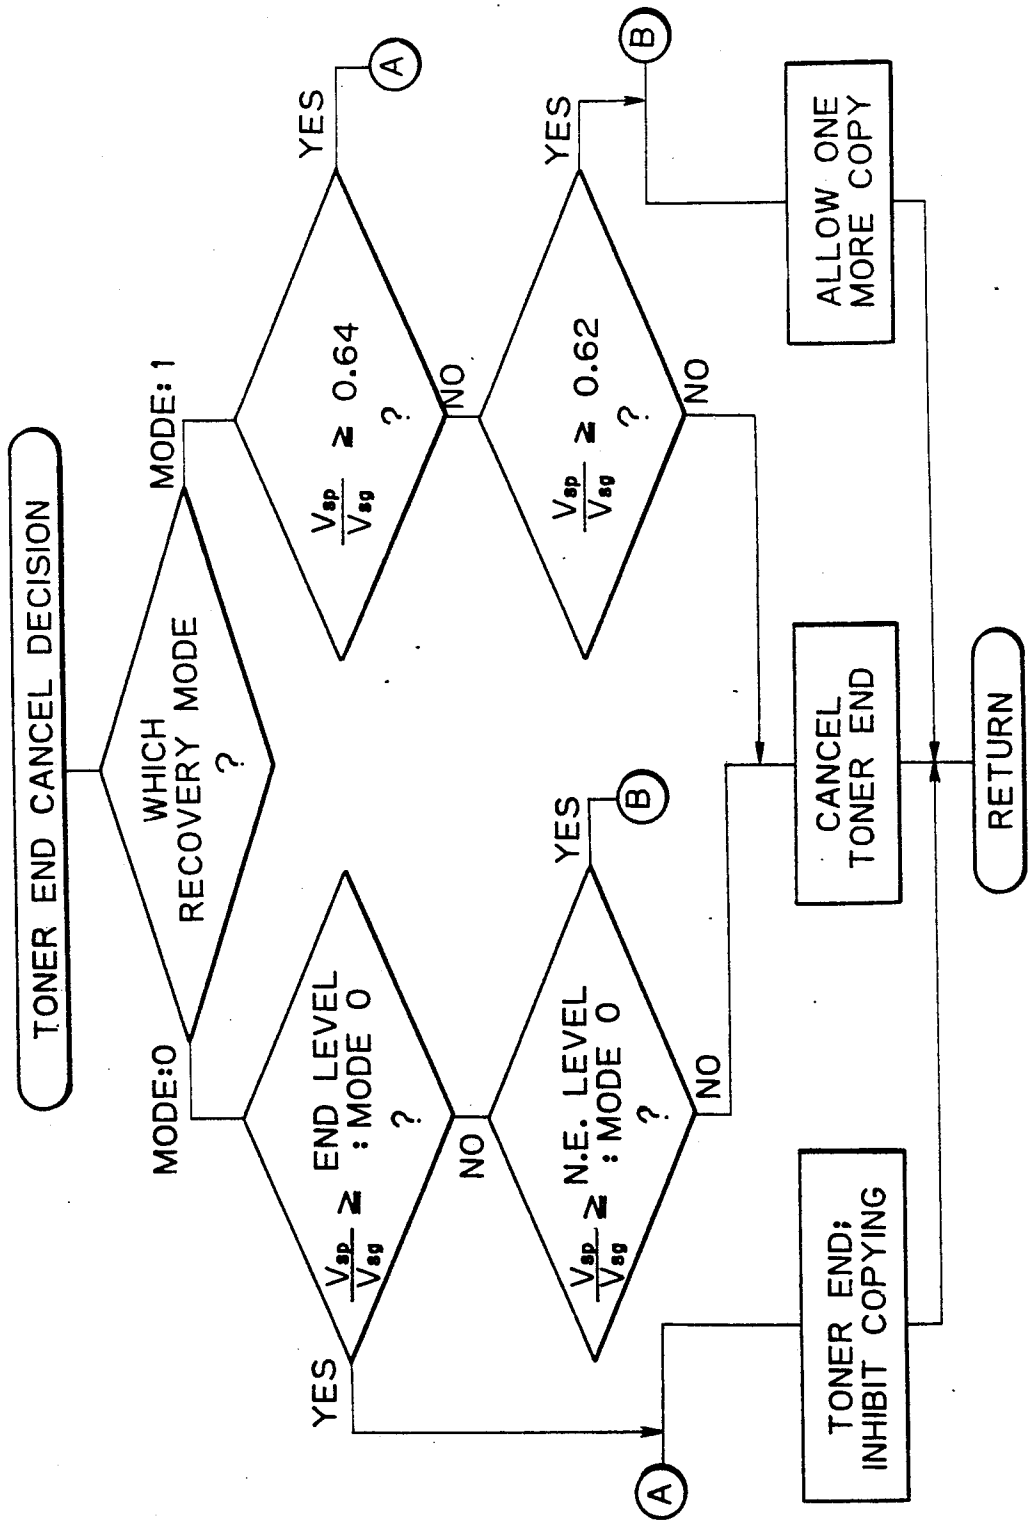 TONER END CANCEL DECISION
WHICH
RECOVERY MODE
?
MODE:0
MODE:1
Vsp
Vsg
≥ END LEVEL
: MODE 0
?
YES
NO
Vsp
Vsg
≥ 0.64
?
YES
A
NO
Vsp
Vsg
≥ N.E. LEVEL
: MODE 0
?
YES
B
NO
Vsp
Vsg
≥ 0.62
?
YES
B
NO
A
TONER END;
INHIBIT COPYING
CANCEL
TONER END
ALLOW ONE
MORE COPY
RETURN